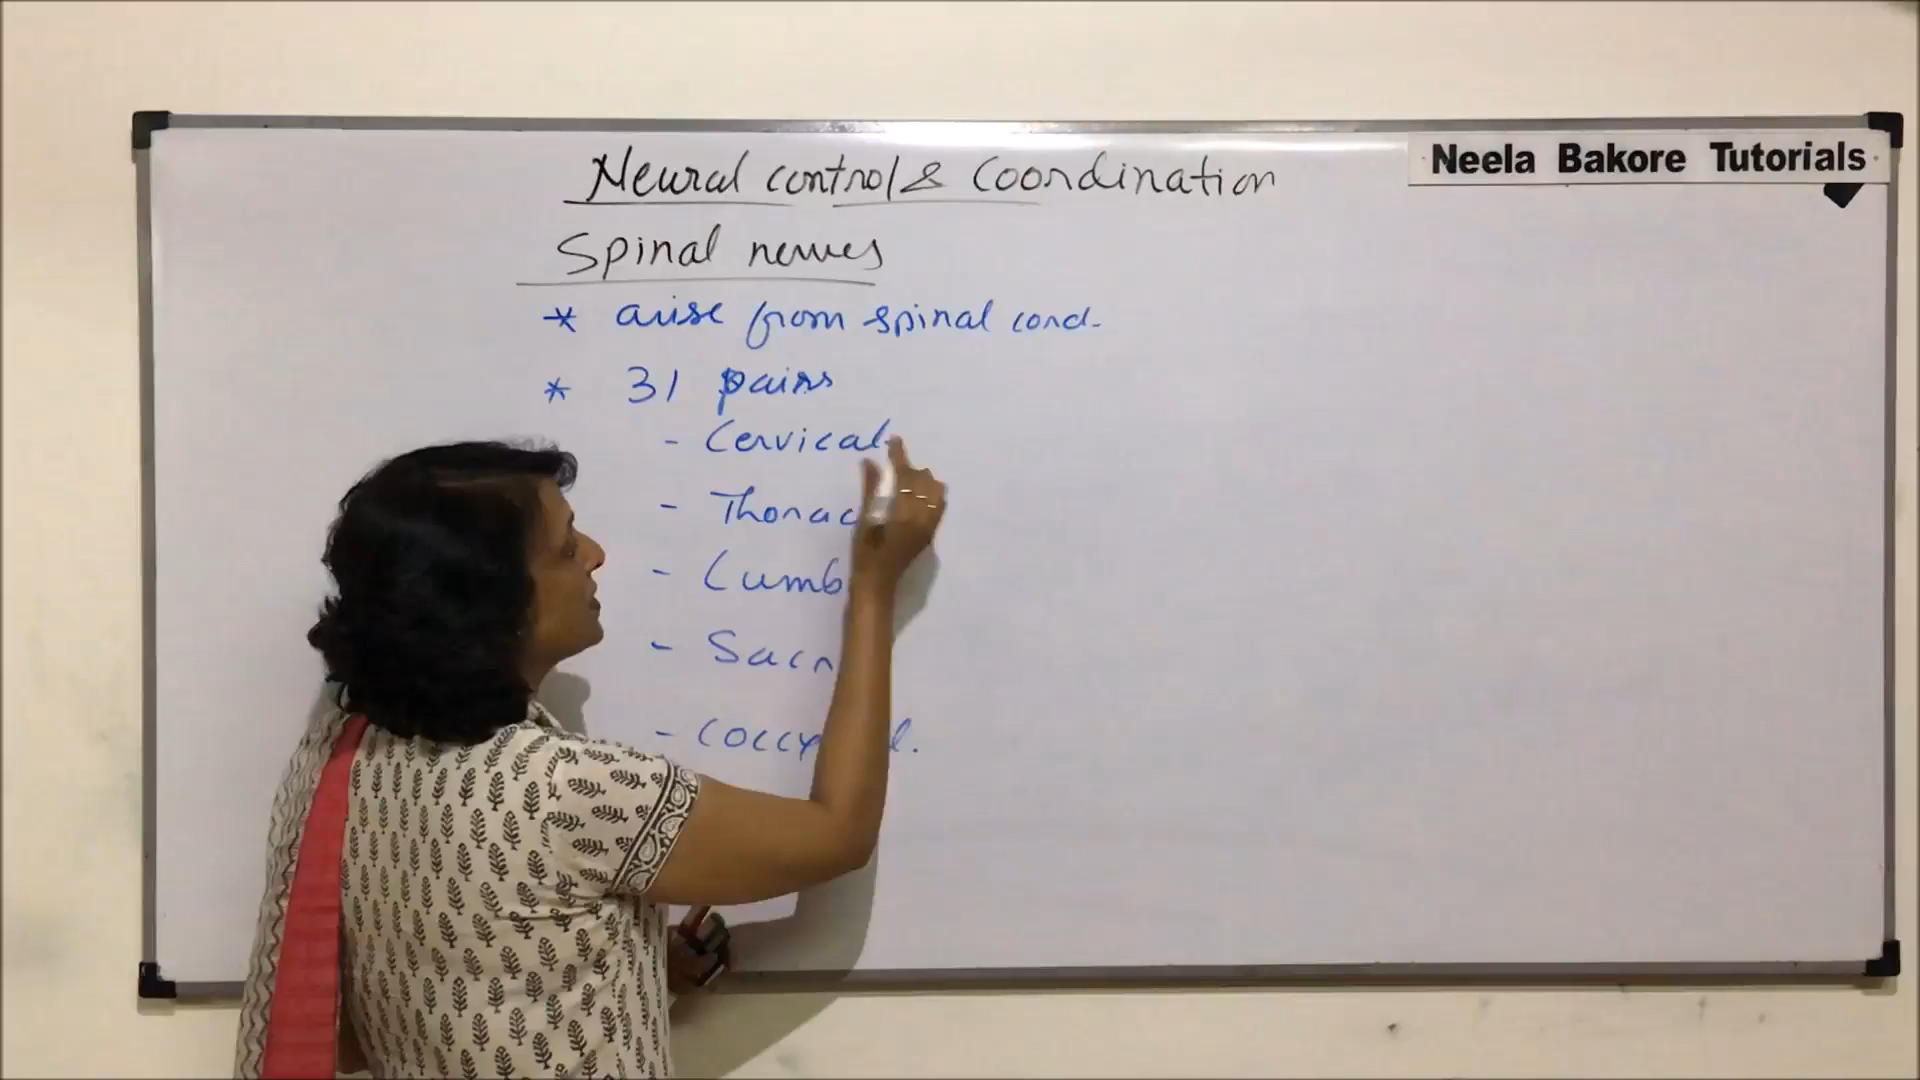 Neela Bakore Tutorials
Neural control & Coordination
Spinal nerves
* arise from spinal cord.
* 31 pairs
- Cervical
- Thorac
- Lumb
- Sacr
- Coccy l.